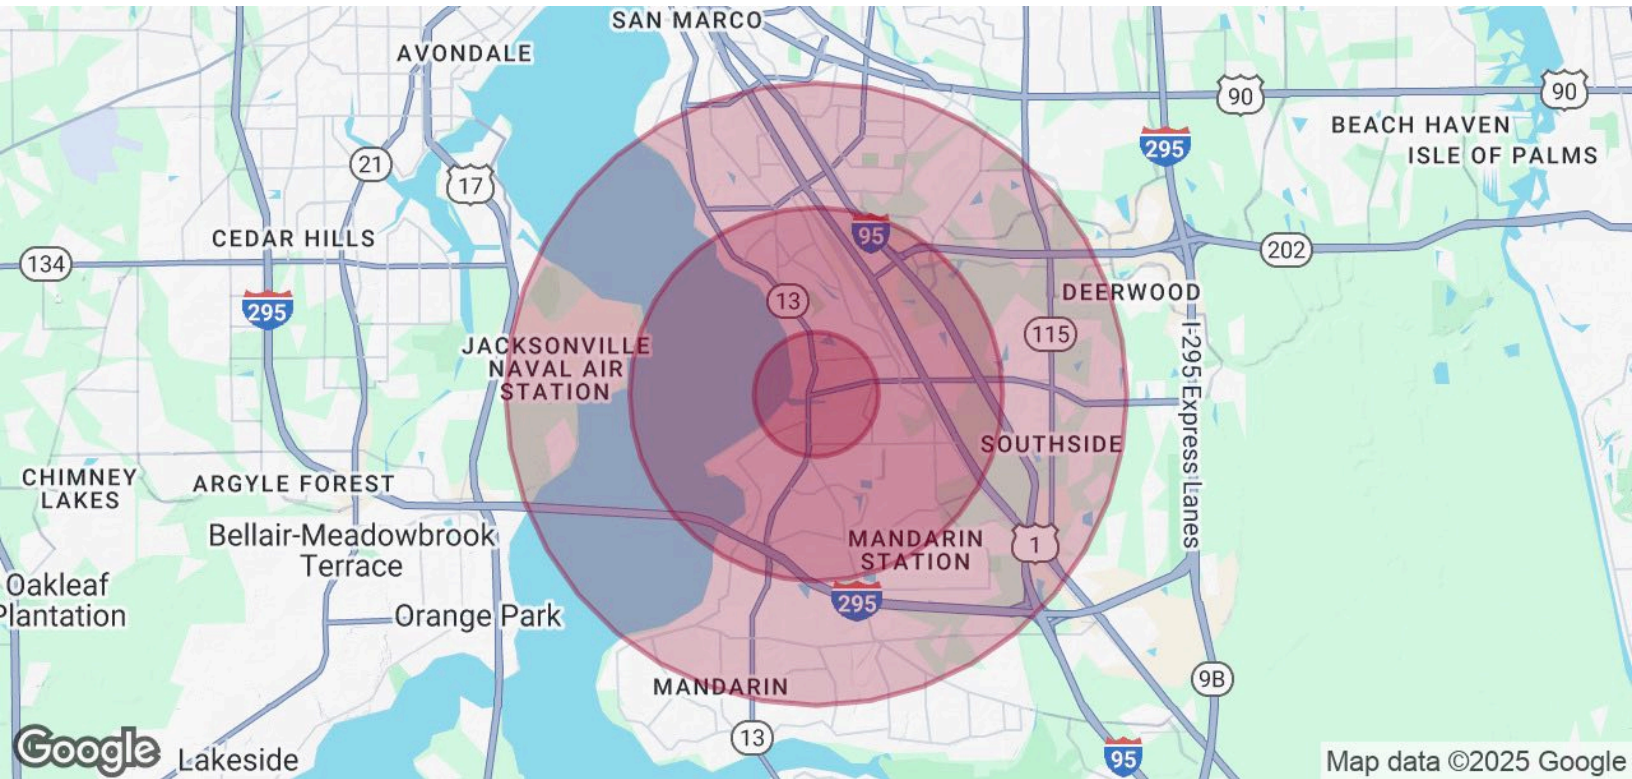 SAN MARCO
AVONDALE
90
90
BEACH HAVEN
295
ISLE OF PALMS
21
17
CEDAR HILLS
95
134
202
DEERWOOD
295
13
115
JACKSONVILLE
NAVAL AIR
STATION
I-295 Express Lanes
SOUTHSIDE
CHIMNEY
LAKES
ARGYLE FOREST
Bellair-Meadowbrook
Terrace
MANDARIN
STATION
1
Oakleaf
Plantation
295
Orange Park
MANDARIN
9B
13
Google
Lakeside
95
Map data ©2025 Google